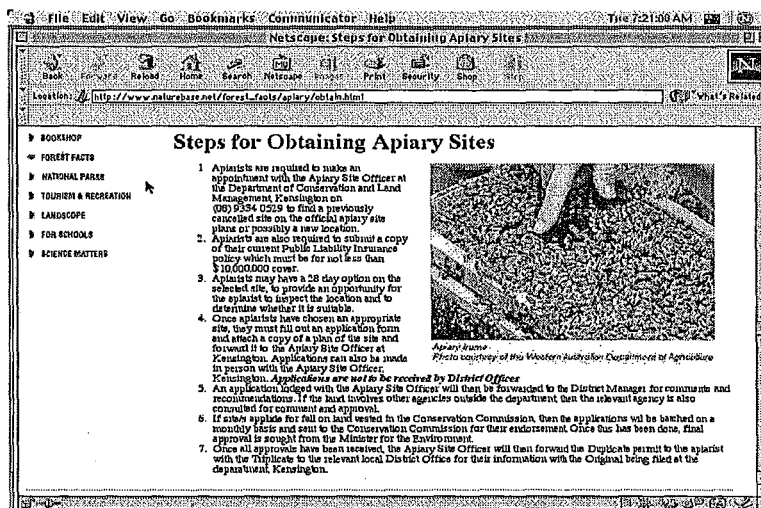 File Edit View Go Bookmarks Communicator Help
Tue 7:21:00 AM
Netscape: Steps for Obtaining Apiary Sites
Back Forward Reload Home Search Netscape Images Print Security Shop Stop
Location: http://www.naturebase.net/forest_facts/apiary/obtain.html
What's Related
BOOKSHOP
FOREST FACTS
NATIONAL PARKS
TOURISM & RECREATION
LANDSCOPE
FOR SCHOOLS
SCIENCE MATTERS
Steps for Obtaining Apiary Sites
1 Apiarists are required to make an
appointment with the Apiary Site Officer at
the Department of Conservation and Land
Management, Kensington on
(08) 9334 0529 to find a previously
cancelled site on the official apiary site
plans or possibly a new location.
2. Apiarists are also required to submit a copy
of their current Public Liability Insurance
policy which must be for not less than
$10,000,000 cover.
3. Apiarists may have a 28 day option on the
selected site, to provide an opportunity for
the apiarist to inspect the location and to
determine whether it is suitable.
4. Once apiarists have chosen an appropriate
site, they must fill out an application form
and attach a copy of a plan of the site and
forward it to the Apiary Site Officer at
Kensington. Applications can also be made
in person with the Apiary Site Officer,
Kensington. Applications are not to be received by District Offices
Apiary frame
Photo courtesy of the Western Australian Department of Agriculture
5. An application lodged with the Apiary Site Officer will then be forwarded to the District Manager for comments and
recommendations. If the land involves other agencies outside the department then the relevant agency is also
consulted for comment and approval.
6. If site/s applied for fall on land vested in the Conservation Commission, then the applications will be batched on a
monthly basis and sent to the Conservation Commission for their endorsement. Once this has been done, final
approval is sought from the Minister for the Environment.
7. Once all approvals have been received, the Apiary Site Officer will then forward the Duplicate permit to the apiarist
with the Triplicate to the relevant local District Office for their information with the Original being filed at the
department, Kensington.